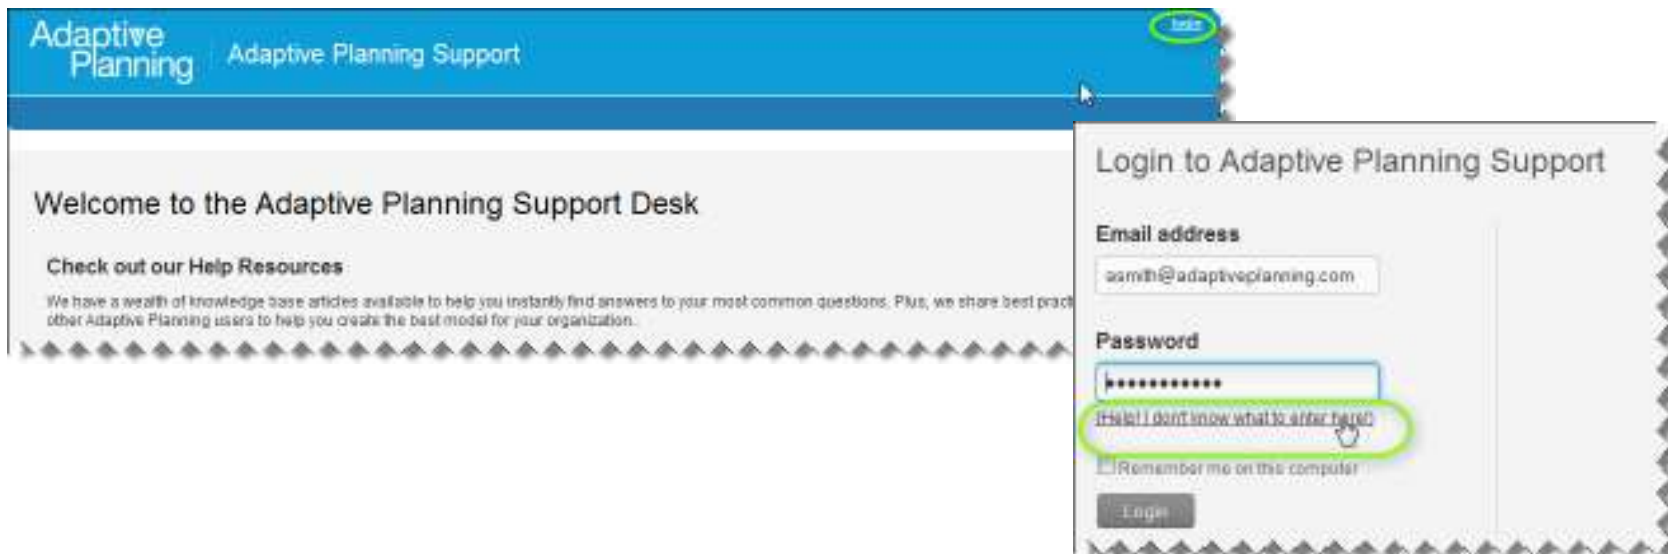 Adaptive
Planning
Adaptive Planning Support
login
Welcome to the Adaptive Planning Support Desk
Check out our Help Resources
We have a wealth of knowledge base articles available to help you instantly find answers to your most common questions. Plus, we share best pract
other Adaptive Planning users to help you create the best model for your organization.
Login to Adaptive Planning Support
Email address
asmith@adaptiveplanning.com
Password
•••••••••••
(Help! I don't know what to enter here!)
Remember me on this computer
Login